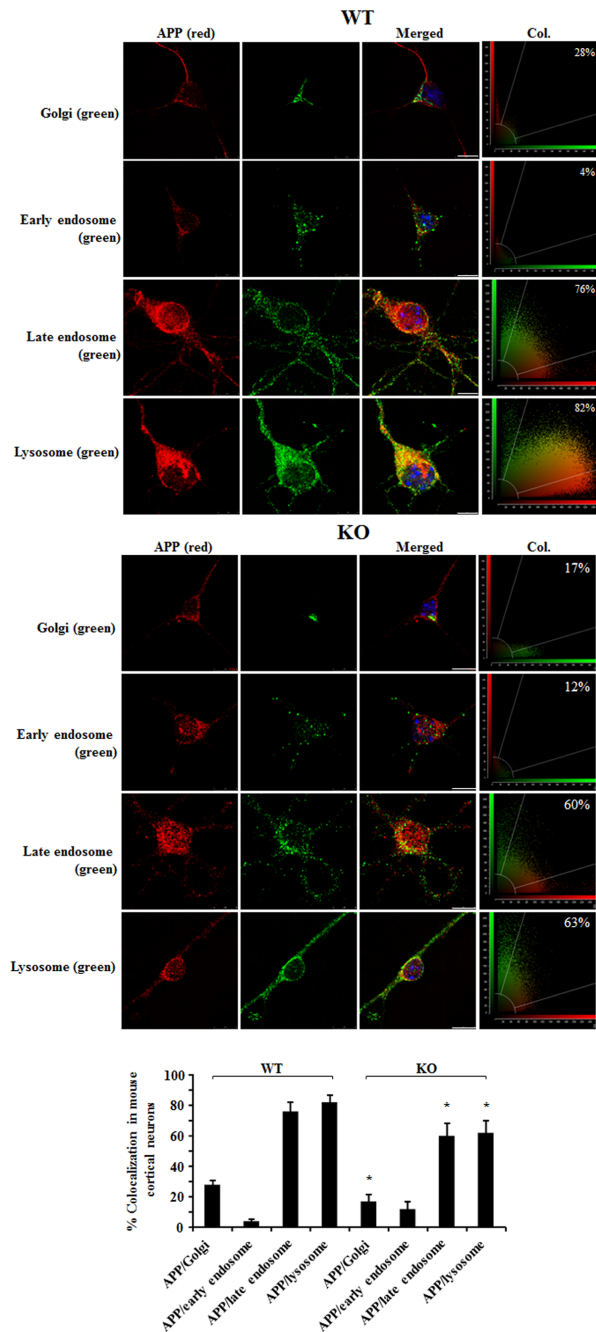 WT
APP (red) Merged Col.
Golgi (green) 28%
Early endosome 4%
(green)
Late endosome 76%
(green)
Lysosome (green) 82%
KO
APP (red) Merged Col.
Golgi (green) 17%
Early endosome 12%
(green)
Late endosome 60%
(green)
Lysosome (green) 63%
WT KO
% Colocalization in mouse
cortical neurons
100
80
60
40
20
0
* * *
APP/Golgi
APP/early endosome
APP/late endosome
APP/lysosome
APP/Golgi
APP/early endosome
APP/late endosome
APP/lysosome